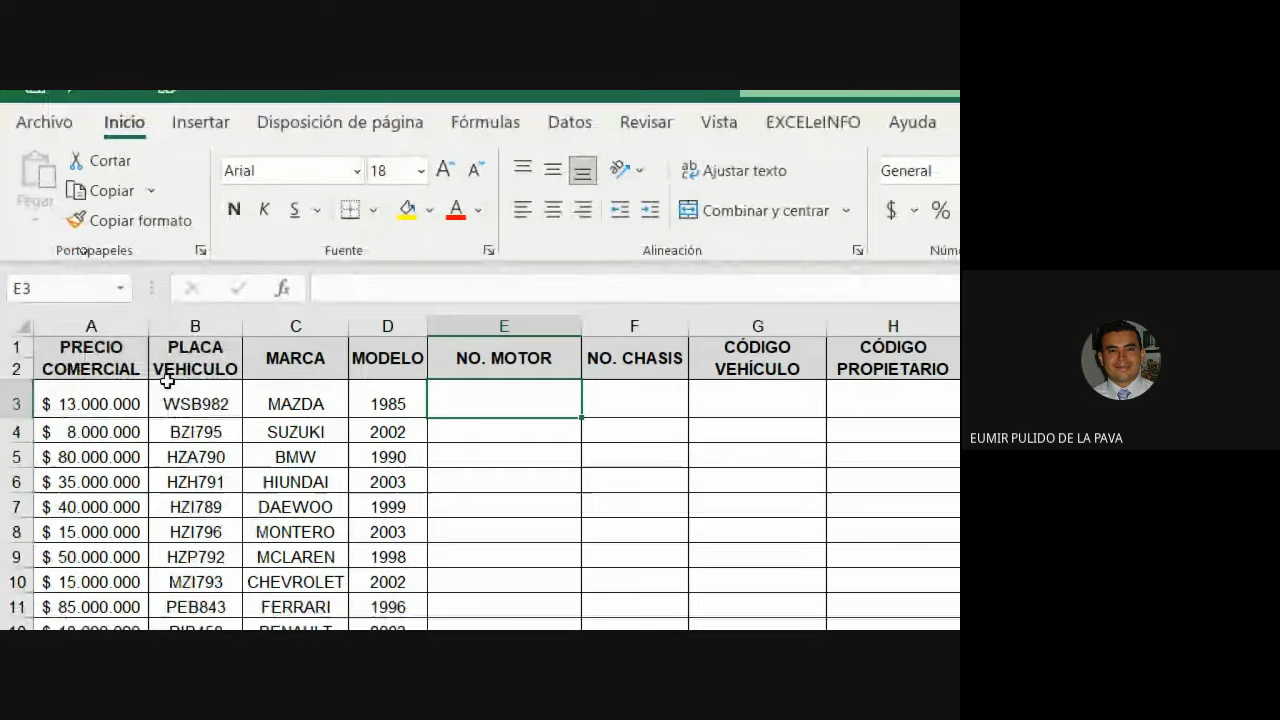 Archivo Inicio Insertar Disposición de página Fórmulas Datos Revisar Vista EXCELeINFO Ayuda
Cortar
Arial 18 Ajustar texto General
Pegar Copiar
N K S Combinar y centrar $ %
Copiar formato
Portapapeles Fuente Alineación Núm
E3 fx
A B C D E F G H
1 PRECIO PLACA MARCA MODELO NO. MOTOR NO. CHASIS CÓDIGO CÓDIGO
2 COMERCIAL VEHICULO VEHÍCULO PROPIETARIO
3 $ 13.000.000 WSB982 MAZDA 1985
4 $ 8.000.000 BZI795 SUZUKI 2002
5 $ 80.000.000 HZA790 BMW 1990
6 $ 35.000.000 HZH791 HIUNDAI 2003
7 $ 40.000.000 HZI789 DAEWOO 1999
8 $ 15.000.000 HZI796 MONTERO 2003
9 $ 50.000.000 HZP792 MCLAREN 1998
10 $ 15.000.000 MZI793 CHEVROLET 2002
11 $ 85.000.000 PEB843 FERRARI 1996
EUMIR PULIDO DE LA PAVA